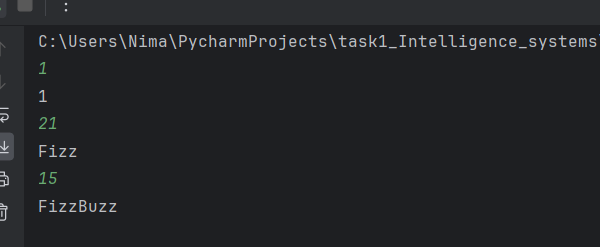 C:\Users\Nima\PycharmProjects\task1_Intelligence_systems\
1
1
21
Fizz
15
FizzBuzz